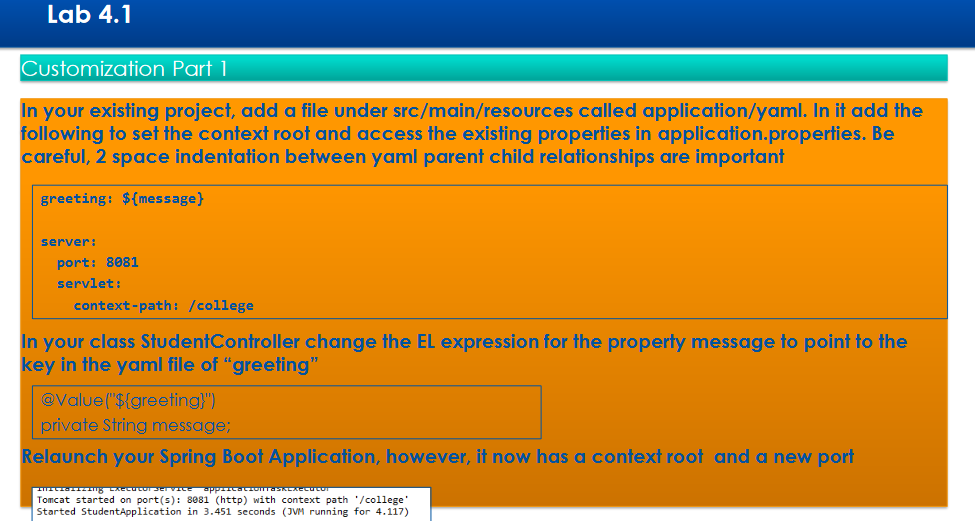 Lab 4.1
Customization Part 1
In your existing project, add a file under src/main/resources called application/yaml. In it add the
following to set the context root and access the existing properties in application.properties. Be
careful, 2 space indentation between yaml parent child relationships are important
greeting: ${message}
server:
  port: 8081
  servlet:
    context-path: /college
In your class StudentController change the EL expression for the property message to point to the
key in the yaml file of “greeting”
@Value("${greeting}")
private String message;
Relaunch your Spring Boot Application, however, it now has a context root  and a new port
Initializing ExecutorService 'applicationTaskExecutor'
Tomcat started on port(s): 8081 (http) with context path '/college'
Started StudentApplication in 3.451 seconds (JVM running for 4.117)